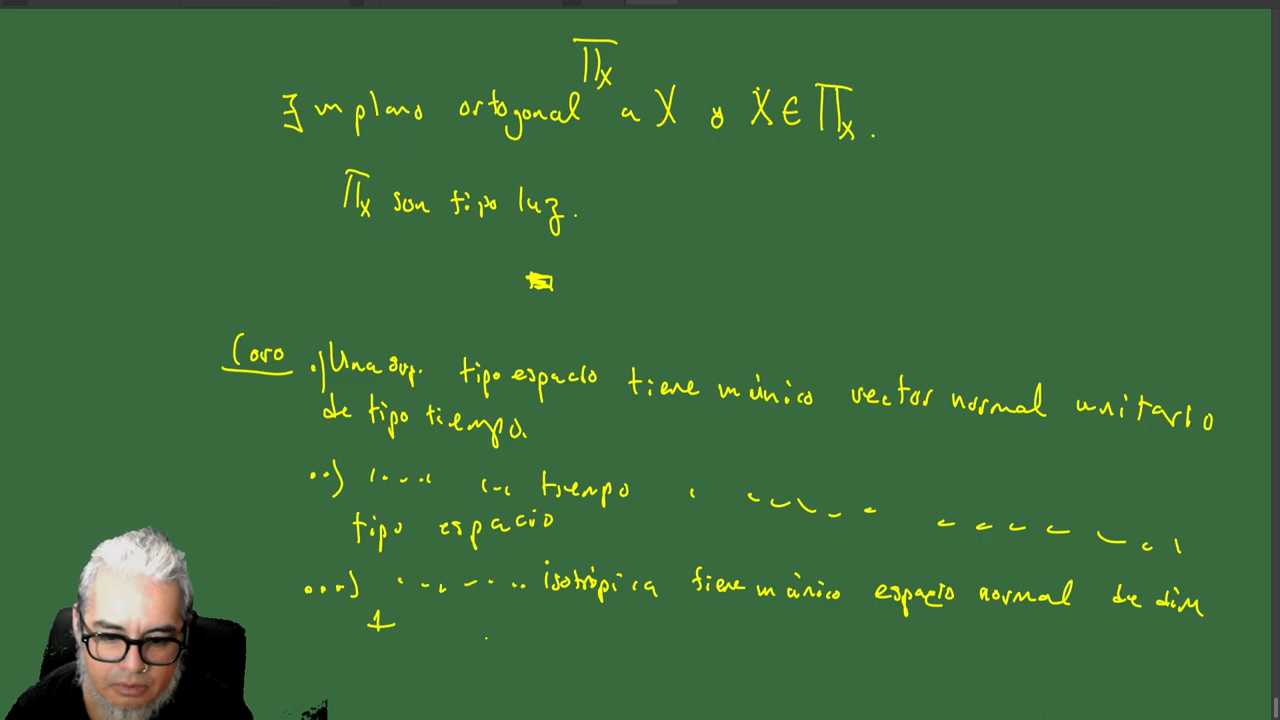 Πx
∃ un plano ortogonal a X y X ∈ Πx.
Πx son tipo luz.
Coro .) Una sup. tipo espacio tiene un único vector normal unitario
de tipo tiempo.
..) .... ... tiempo . ...... .......
tipo espacio
...) ....... isotrópica tiene un único espacio normal de dim
1